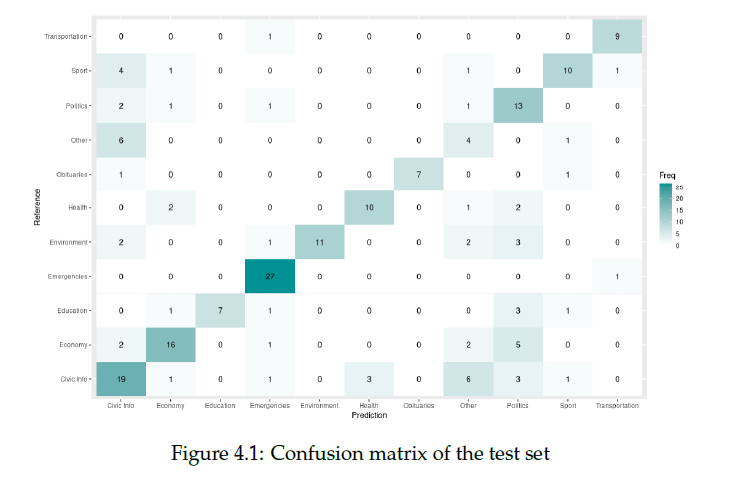 Transportation 0 0 0 1 0 0 0 0 0 0 9
Sport 4 1 0 0 0 0 0 1 0 10 1
Politics 2 1 0 1 0 0 0 1 13 0 0
Other 6 0 0 0 0 0 0 4 0 1 0
Obituaries 1 0 0 0 0 0 7 0 0 1 0
Health 0 2 0 0 0 10 0 1 2 0 0
Environment 2 0 0 1 11 0 0 2 3 0 0
Emergencies 0 0 0 27 0 0 0 0 0 0 1
Education 0 1 7 1 0 0 0 0 3 1 0
Economy 2 16 0 1 0 0 0 2 5 0 0
Civic Info 19 1 0 1 0 3 0 6 3 1 0
Civic Info Economy Education Emergencies Environment Health Obituaries Other Politics Sport Transportation
Prediction
Reference
Freq
25
20
15
10
5
0
Figure 4.1: Confusion matrix of the test set